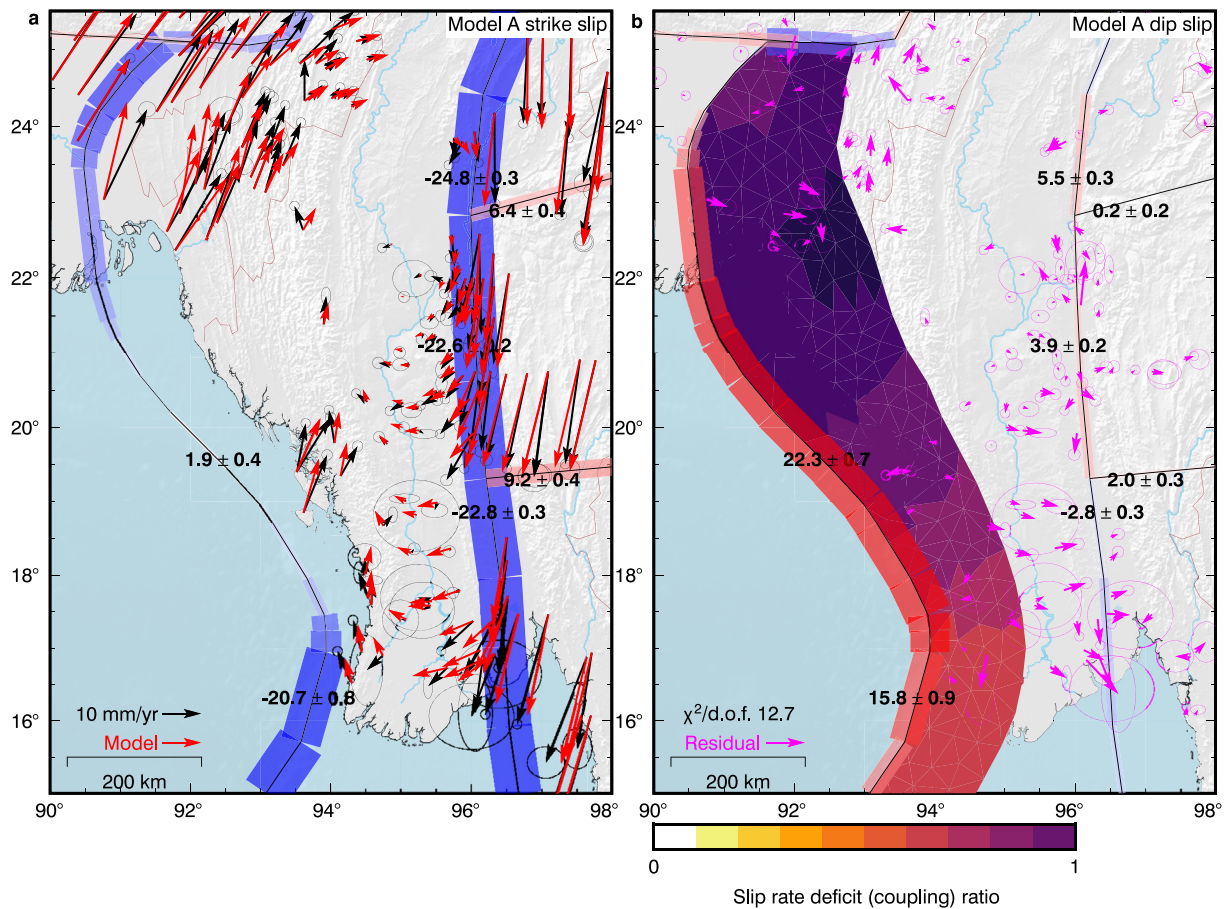 a
Model A strike slip
b
Model A dip slip
24°
22°
20°
18°
16°
-24.8 ± 0.3
6.4 ± 0.4
-22.6 2
1.9 ± 0.4
9.2 ± 0.4
-22.8 ± 0.3
-20.7 ± 0.8
10 mm/yr
Model
200 km
90°
92°
94°
96°
98°
5.5 ± 0.3
0.2 ± 0.2
3.9 ± 0.2
22.3 ± 0.7
2.0 ± 0.3
-2.8 ± 0.3
15.8 ± 0.9
χ²/d.o.f. 12.7
Residual
200 km
92°
94°
96°
98°
0
1
Slip rate deficit (coupling) ratio